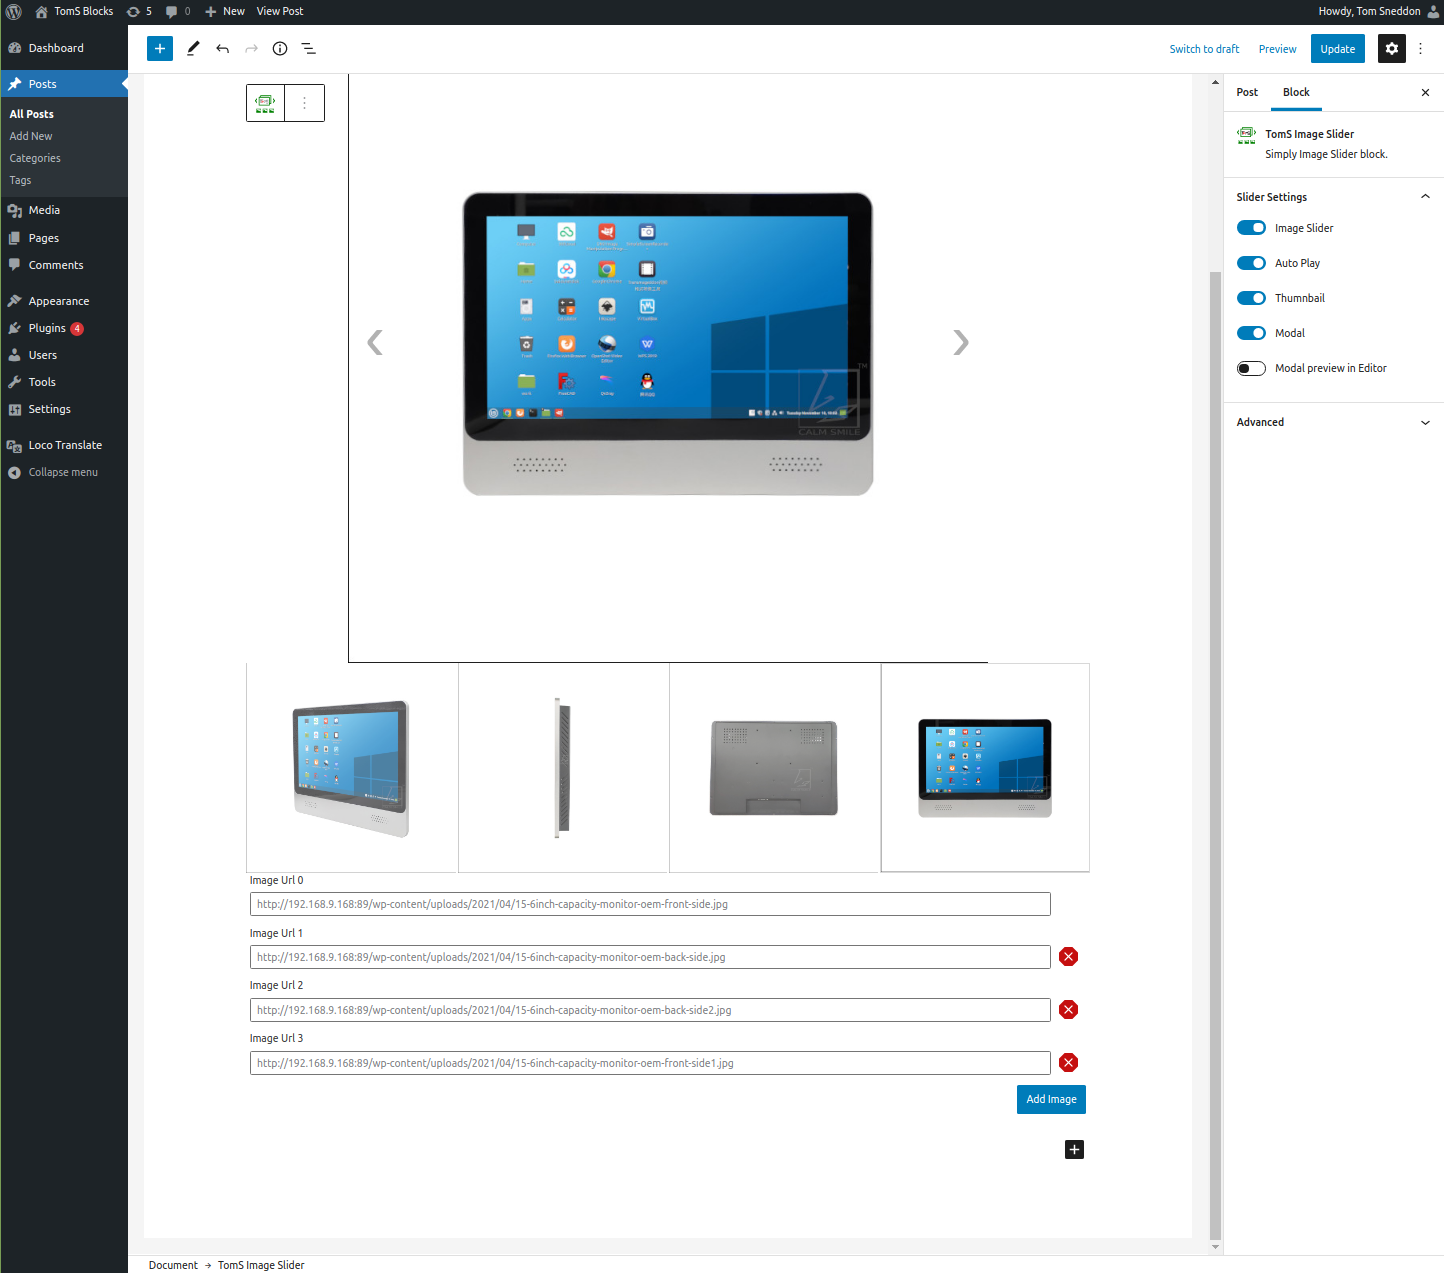 TomS Blocks
5
0
New
View Post
Howdy, Tom Sneddon
Dashboard
Posts
All Posts
Add New
Categories
Tags
Media
Pages
Comments
Appearance
Plugins 4
Users
Tools
Settings
Loco Translate
Collapse menu
Switch to draft
Preview
Update
Post
Block
TomS Image Slider
Simply Image Slider block.
Slider Settings
Image Slider
Auto Play
Thumnbail
Modal
Modal preview in Editor
Advanced
TM
CALM·SMILE
Image Url 0
http://192.168.9.168:89/wp-content/uploads/2021/04/15-6inch-capacity-monitor-oem-front-side.jpg
Image Url 1
http://192.168.9.168:89/wp-content/uploads/2021/04/15-6inch-capacity-monitor-oem-back-side.jpg
Image Url 2
http://192.168.9.168:89/wp-content/uploads/2021/04/15-6inch-capacity-monitor-oem-back-side2.jpg
Image Url 3
http://192.168.9.168:89/wp-content/uploads/2021/04/15-6inch-capacity-monitor-oem-front-side1.jpg
Add Image
Document → TomS Image Slider